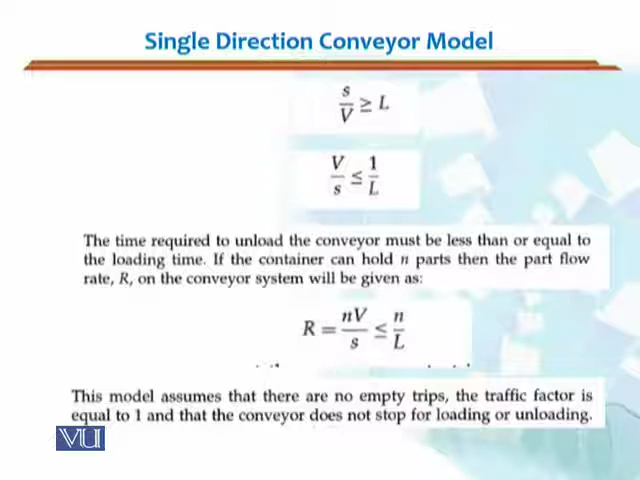 Single Direction Conveyor Model
s/V ≥ L
V/s ≤ 1/L
The time required to unload the conveyor must be less than or equal to
the loading time. If the container can hold n parts then the part flow
rate, R, on the conveyor system will be given as:
R = nV/s ≤ n/L
This model assumes that there are no empty trips, the traffic factor is
equal to 1 and that the conveyor does not stop for loading or unloading.
VU